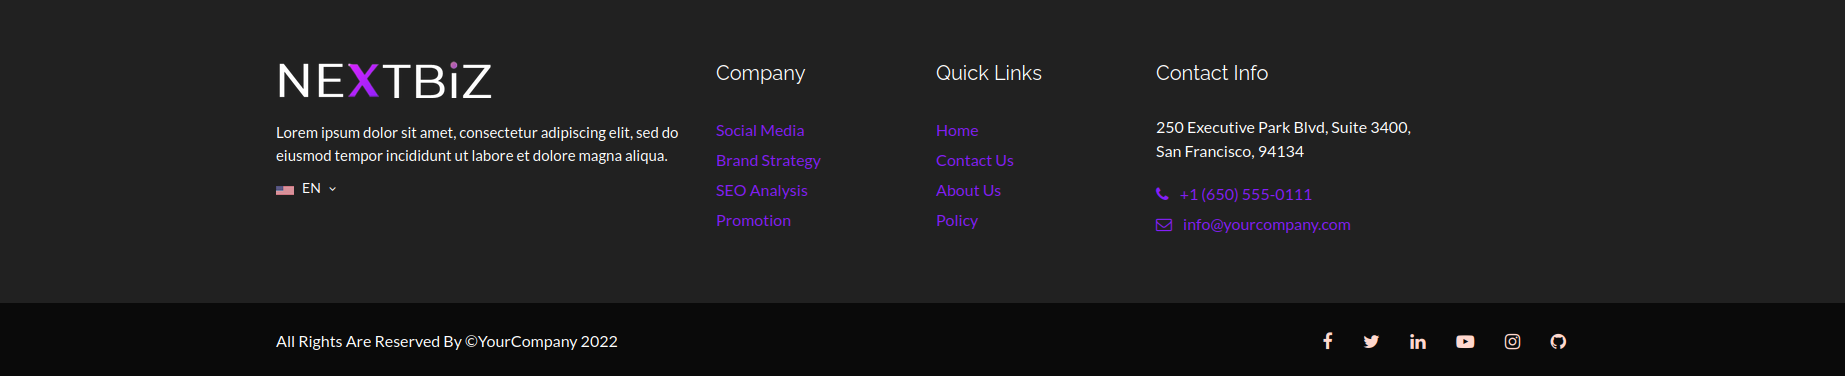 NEXTBiZ
Lorem ipsum dolor sit amet, consectetur adipiscing elit, sed do
eiusmod tempor incididunt ut labore et dolore magna aliqua.
EN
Company
Social Media
Brand Strategy
SEO Analysis
Promotion
Quick Links
Home
Contact Us
About Us
Policy
Contact Info
250 Executive Park Blvd, Suite 3400,
San Francisco, 94134
+1 (650) 555-0111
info@yourcompany.com
All Rights Are Reserved By ©YourCompany 2022